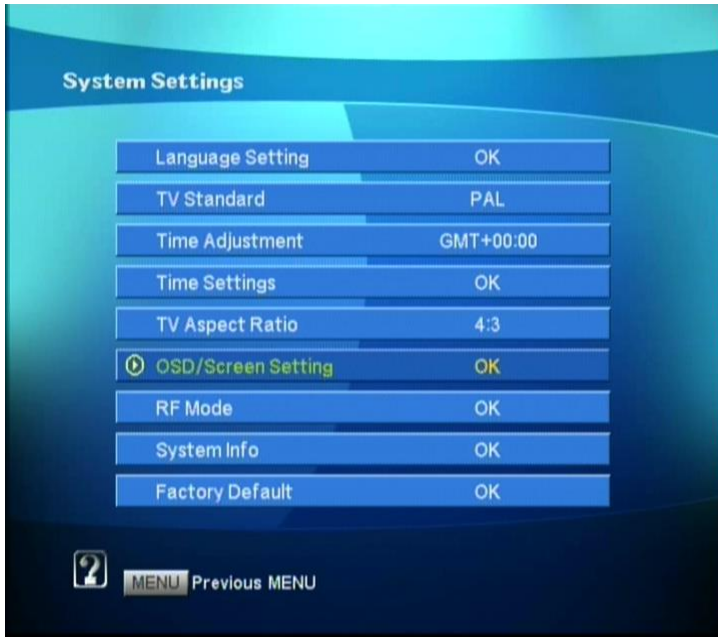 System Settings
Language Setting OK
TV Standard PAL
Time Adjustment GMT+00:00
Time Settings OK
TV Aspect Ratio 4:3
OSD/Screen Setting OK
RF Mode OK
System Info OK
Factory Default OK
? MENU Previous MENU